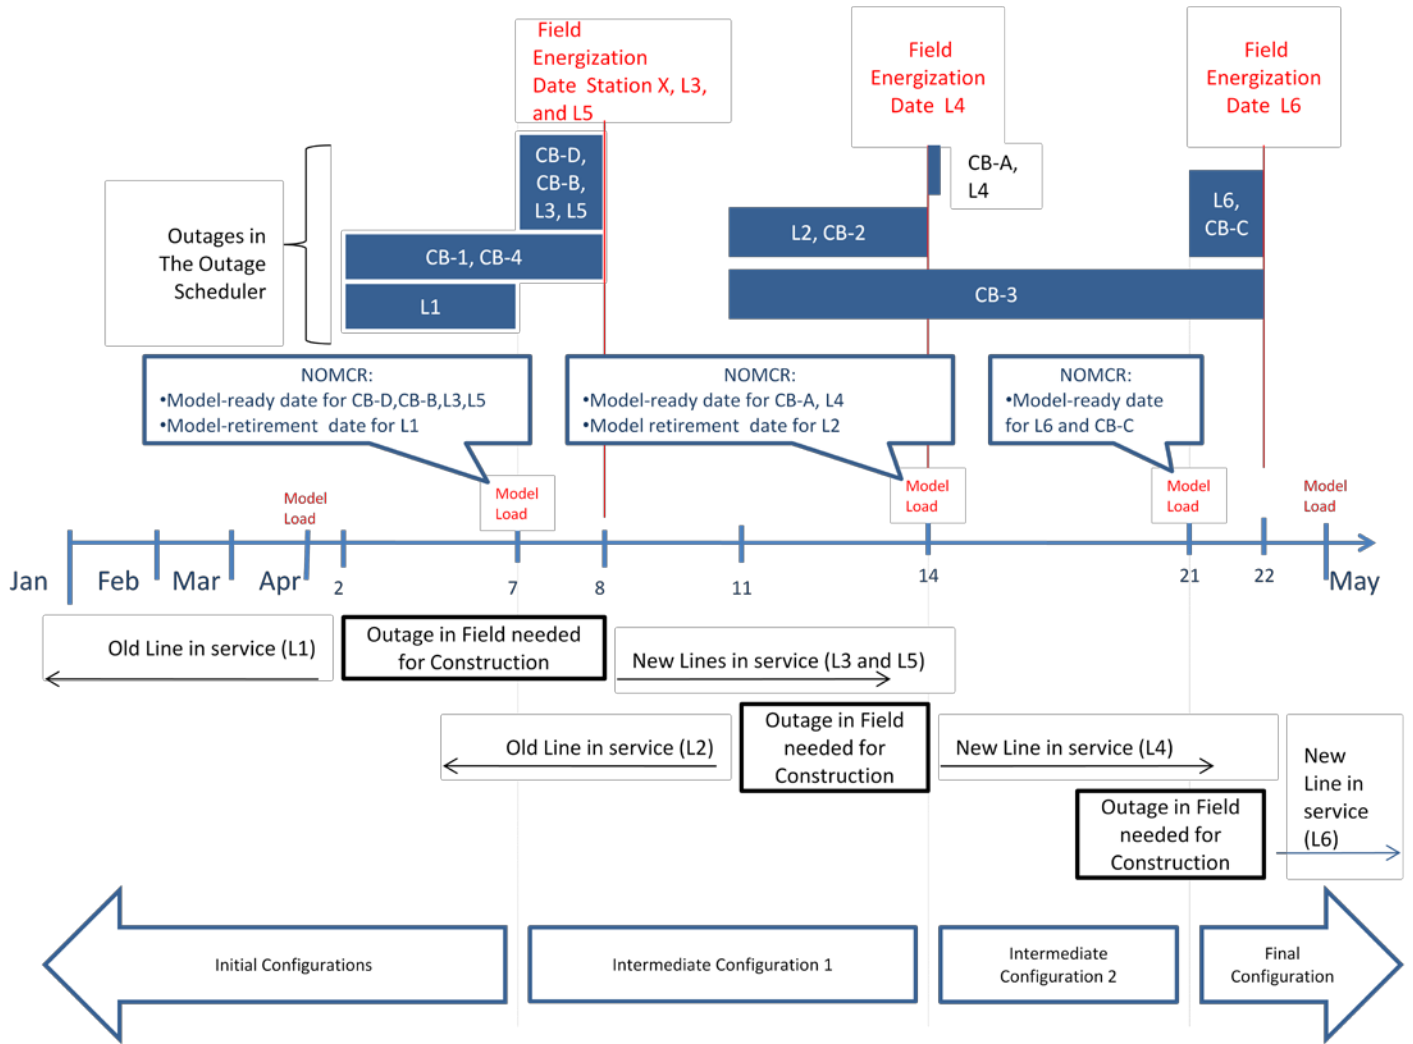 Field
Energization
Date  Station X, L3,
and L5
Field
Energization
Date  L4
Field
Energization
Date  L6
CB-D,
CB-B,
L3, L5
CB-A,
L4
L6,
CB-C
Outages in
The Outage
Scheduler
CB-1, CB-4
L2, CB-2
L1
CB-3
NOMCR:
•Model-ready date for CB-D,CB-B,L3,L5
•Model-retirement  date for L1
NOMCR:
•Model-ready date for CB-A, L4
•Model retirement  date for L2
NOMCR:
•Model-ready date
for L6 and CB-C
Model
Load
Model
Load
Model
Load
Model
Load
Model
Load
Jan
Feb
Mar
Apr
2
7
8
11
14
21
22
May
Old Line in service (L1)
Outage in Field needed
for Construction
New Lines in service (L3 and L5)
Old Line in service (L2)
Outage in Field
needed for
Construction
New Line in service (L4)
Outage in Field
needed for
Construction
New
Line in
service
(L6)
Initial Configurations
Intermediate Configuration 1
Intermediate
Configuration 2
Final
Configuration